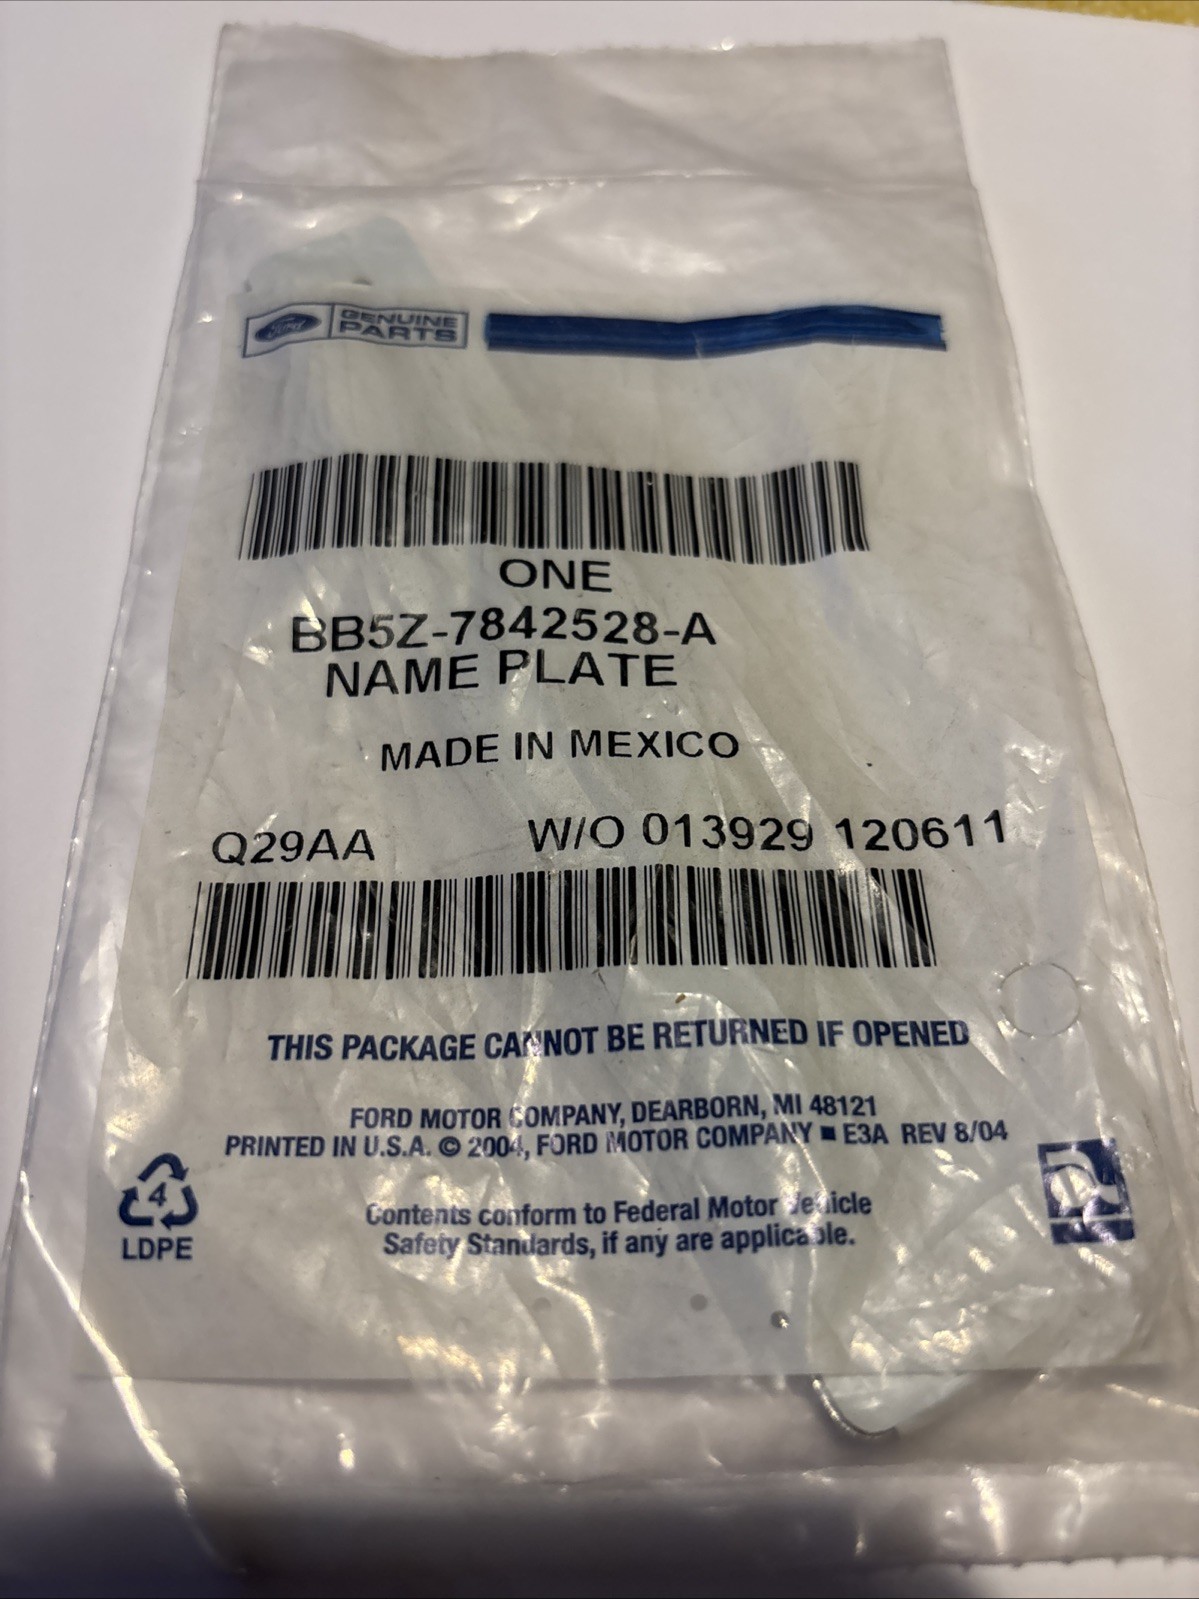 Ford GENUINE PARTS
ONE
BB5Z-7842528-A
NAME PLATE
MADE IN MEXICO
Q29AA W/O 013929 120611
THIS PACKAGE CANNOT BE RETURNED IF OPENED
FORD MOTOR COMPANY, DEARBORN, MI 48121
PRINTED IN U.S.A. © 2004, FORD MOTOR COMPANY ■ E3A REV 8/04
4
LDPE
Contents conform to Federal Motor Vehicle
Safety Standards, if any are applicable.